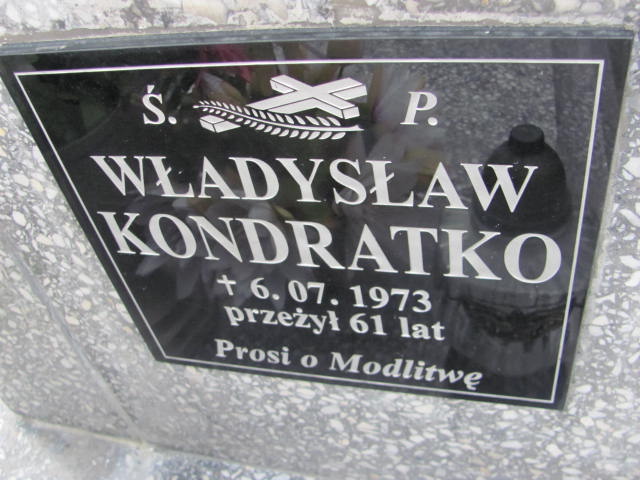 Ś. P.
WŁADYSŁAW
KONDRATKO
✝ 6. 07. 1973
przeżył 61 lat
Prosi o Modlitwę